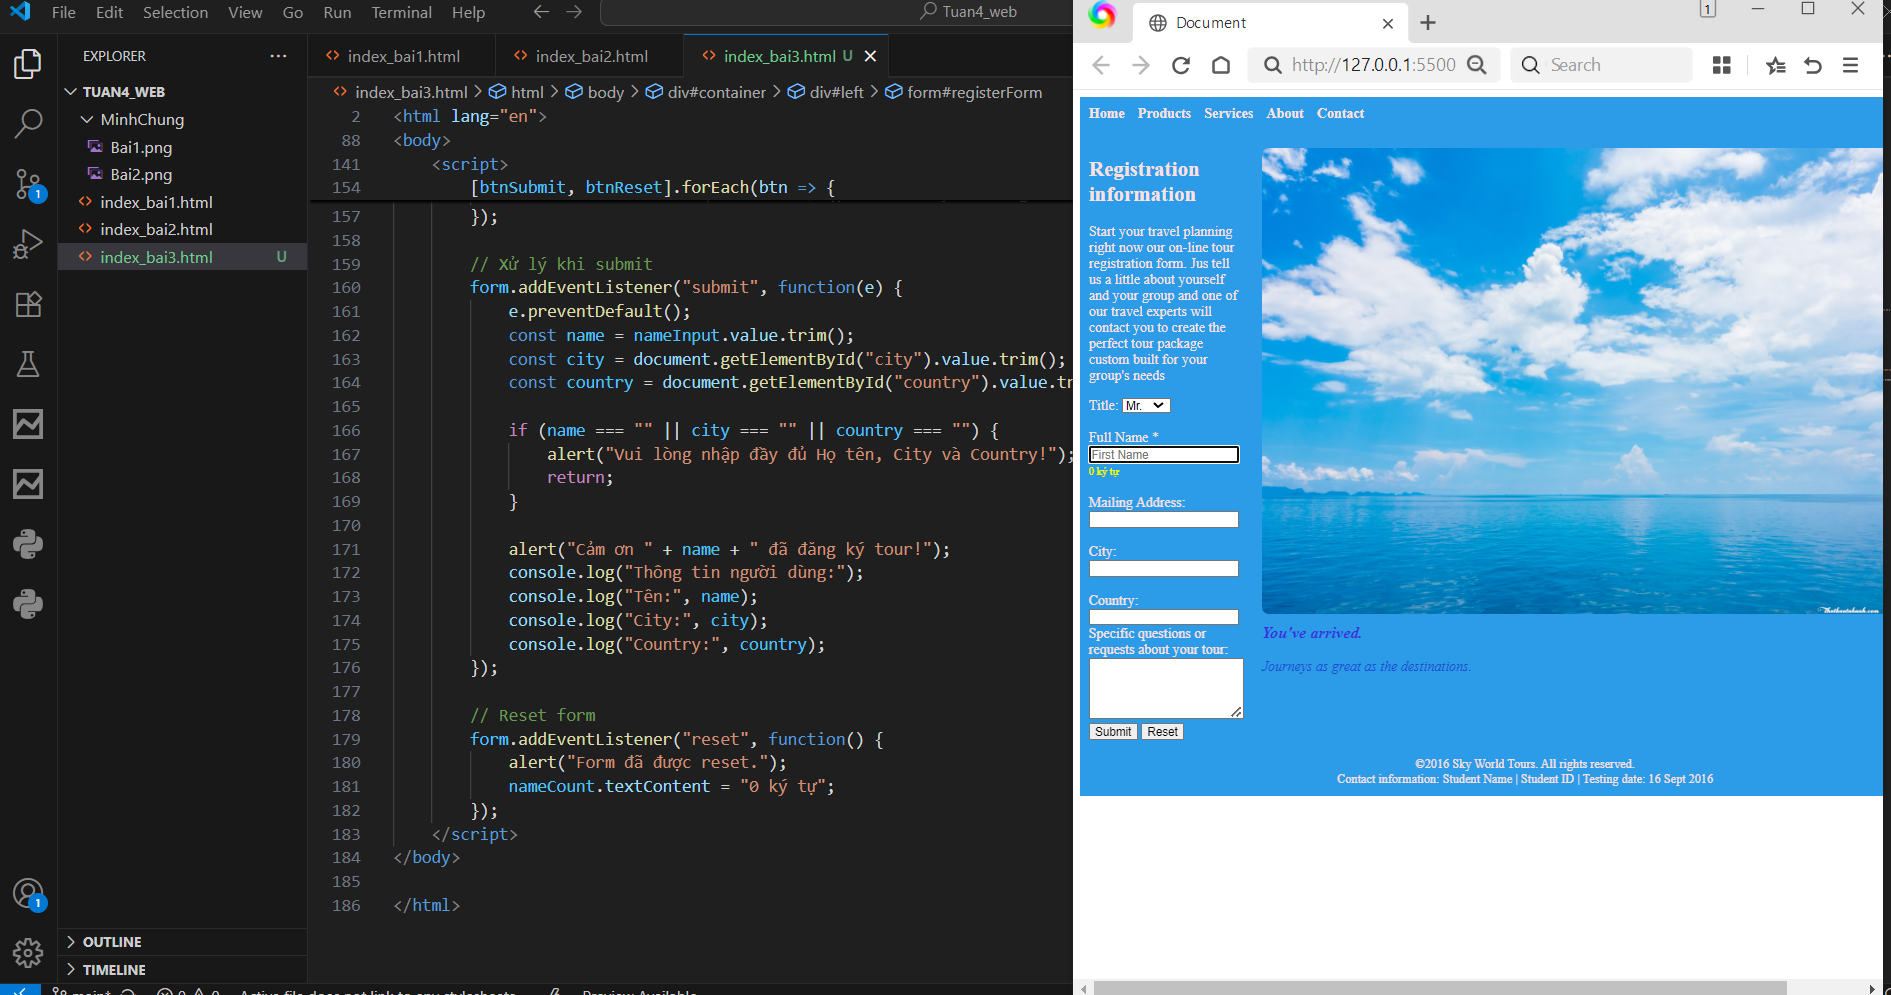 File Edit Selection View Go Run Terminal Help
Tuan4_web
EXPLORER
TUAN4_WEB
MinhChung
Bai1.png
Bai2.png
index_bai1.html
index_bai2.html
index_bai3.html U
OUTLINE
TIMELINE
1
1
index_bai1.html index_bai2.html index_bai3.html U
index_bai3.html > html > body > div#container > div#left > form#registerForm
2 <html lang="en">
88 <body>
141 <script>
154 [btnSubmit, btnReset].forEach(btn => {
157 });
158
159 // Xử lý khi submit
160 form.addEventListener("submit", function(e) {
161 e.preventDefault();
162 const name = nameInput.value.trim();
163 const city = document.getElementById("city").value.trim();
164 const country = document.getElementById("country").value.tr
165
166 if (name === "" || city === "" || country === "") {
167 alert("Vui lòng nhập đầy đủ Họ tên, City và Country!");
168 return;
169 }
170
171 alert("Cảm ơn " + name + " đã đăng ký tour!");
172 console.log("Thông tin người dùng:");
173 console.log("Tên:", name);
174 console.log("City:", city);
175 console.log("Country:", country);
176 });
177
178 // Reset form
179 form.addEventListener("reset", function() {
180 alert("Form đã được reset.");
181 nameCount.textContent = "0 ký tự";
182 });
183 </script>
184 </body>
185
186 </html>
Document
1
http://127.0.0.1:5500
Search
Home Products Services About Contact
Registration
information
Start your travel planning
right now our on-line tour
registration form. Jus tell
us a little about yourself
and your group and one of
our travel experts will
contact you to create the
perfect tour package
custom built for your
group's needs
Title: Mr.
Full Name *
First Name
0 ký tự
Mailing Address:
City:
Country:
Specific questions or
requests about your tour:
Submit Reset
You've arrived.
Journeys as great as the destinations.
©2016 Sky World Tours. All rights reserved.
Contact information: Student Name | Student ID | Testing date: 16 Sept 2016